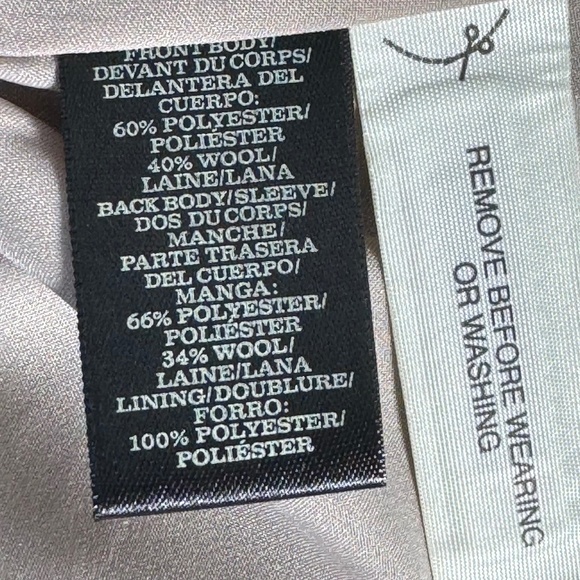 FRONT BODY/
DEVANT DU CORPS/
DELANTERA DEL
CUERPO:
60% POLYESTER/
POLIÉSTER
40% WOOL/
LAINE/LANA
BACK BODY/SLEEVE/
DOS DU CORPS/
MANCHE/
PARTE TRASERA
DEL CUERPO/
MANGA:
66% POLYESTER/
POLIÉSTER
34% WOOL/
LAINE/LANA
LINING/DOUBLURE/
FORRO:
100% POLYESTER/
POLIÉSTER
REMOVE BEFORE WEARING
OR WASHING